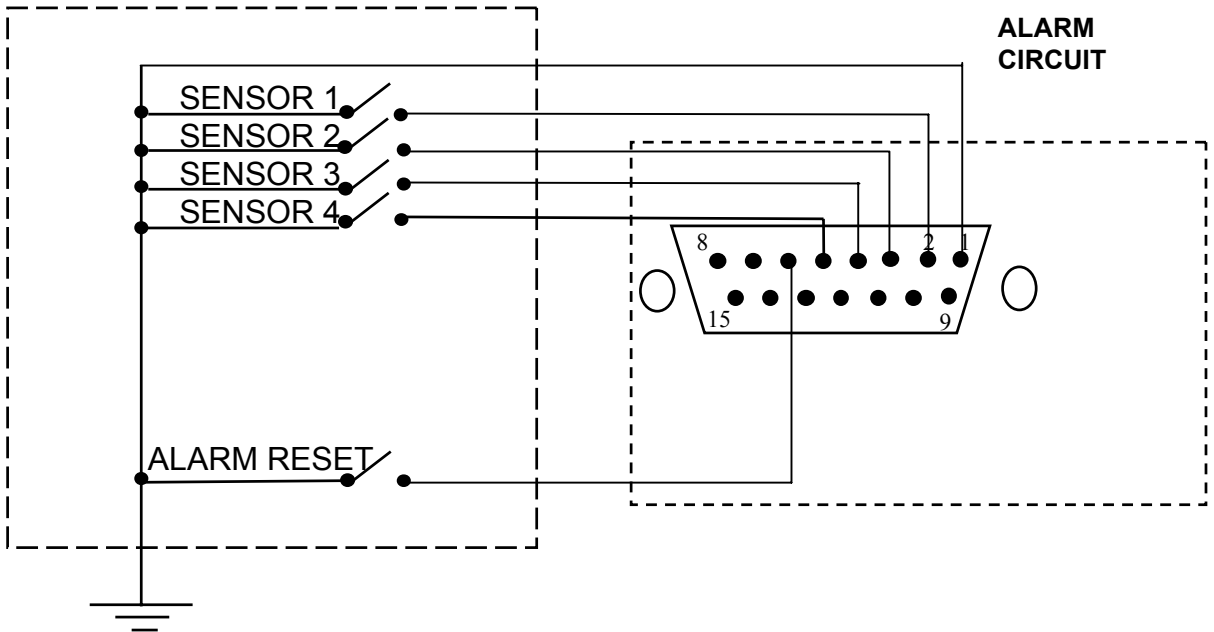 ALARM
CIRCUIT
SENSOR 1
SENSOR 2
SENSOR 3
SENSOR 4
8 2 1
15 9
ALARM RESET